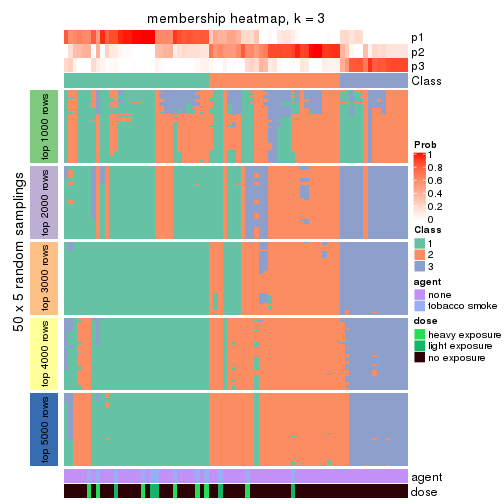 membership heatmap, k = 3
p1
p2
p3
Class
50 x 5 random samplings
top 1000 rows
top 2000 rows
top 3000 rows
top 4000 rows
top 5000 rows
Prob
1
0.8
0.6
0.4
0.2
0
Class
1
2
3
agent
none
tobacco smoke
dose
heavy exposure
light exposure
no exposure
agent
dose